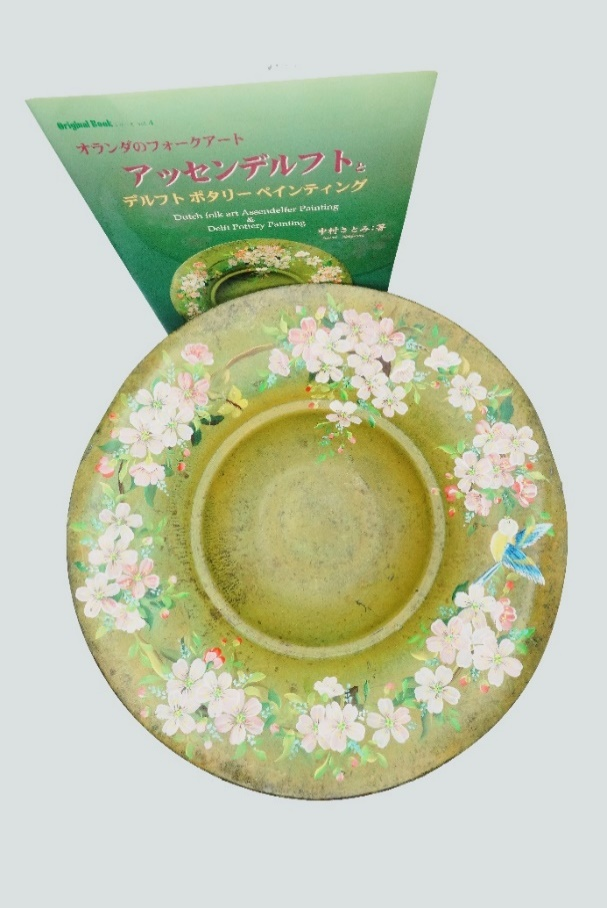 Original Book
オランダのフォークアート
アッセンデルフトと
デルフト ポタリー ペインティング
Dutch folk art Assendelfer Painting
&
Delft Pottery Painting
中村さとみ:著